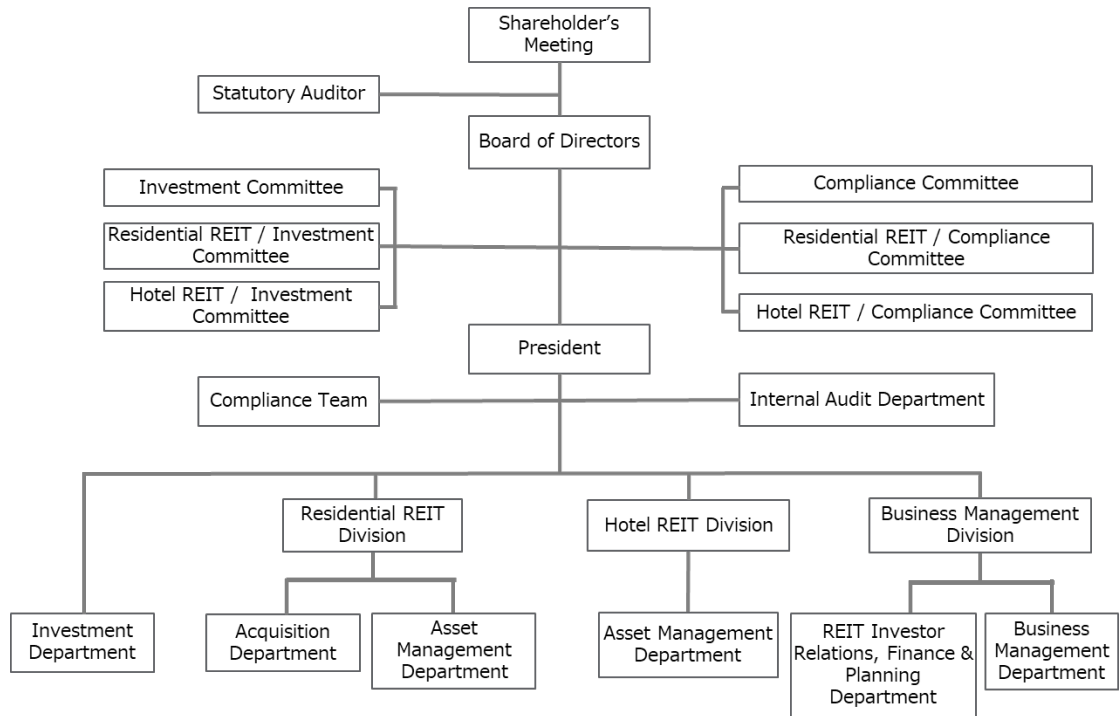 Shareholder's
Meeting
Statutory Auditor
Board of Directors
Investment Committee
Compliance Committee
Residential REIT / Investment
Committee
Residential REIT / Compliance
Committee
Hotel REIT /  Investment
Committee
Hotel REIT / Compliance Committee
President
Compliance Team
Internal Audit Department
Residential REIT
Division
Hotel REIT Division
Business Management
Division
Investment
Department
Acquisition
Department
Asset
Management
Department
Asset Management
Department
REIT Investor
Relations, Finance &
Planning
Department
Business
Management
Department